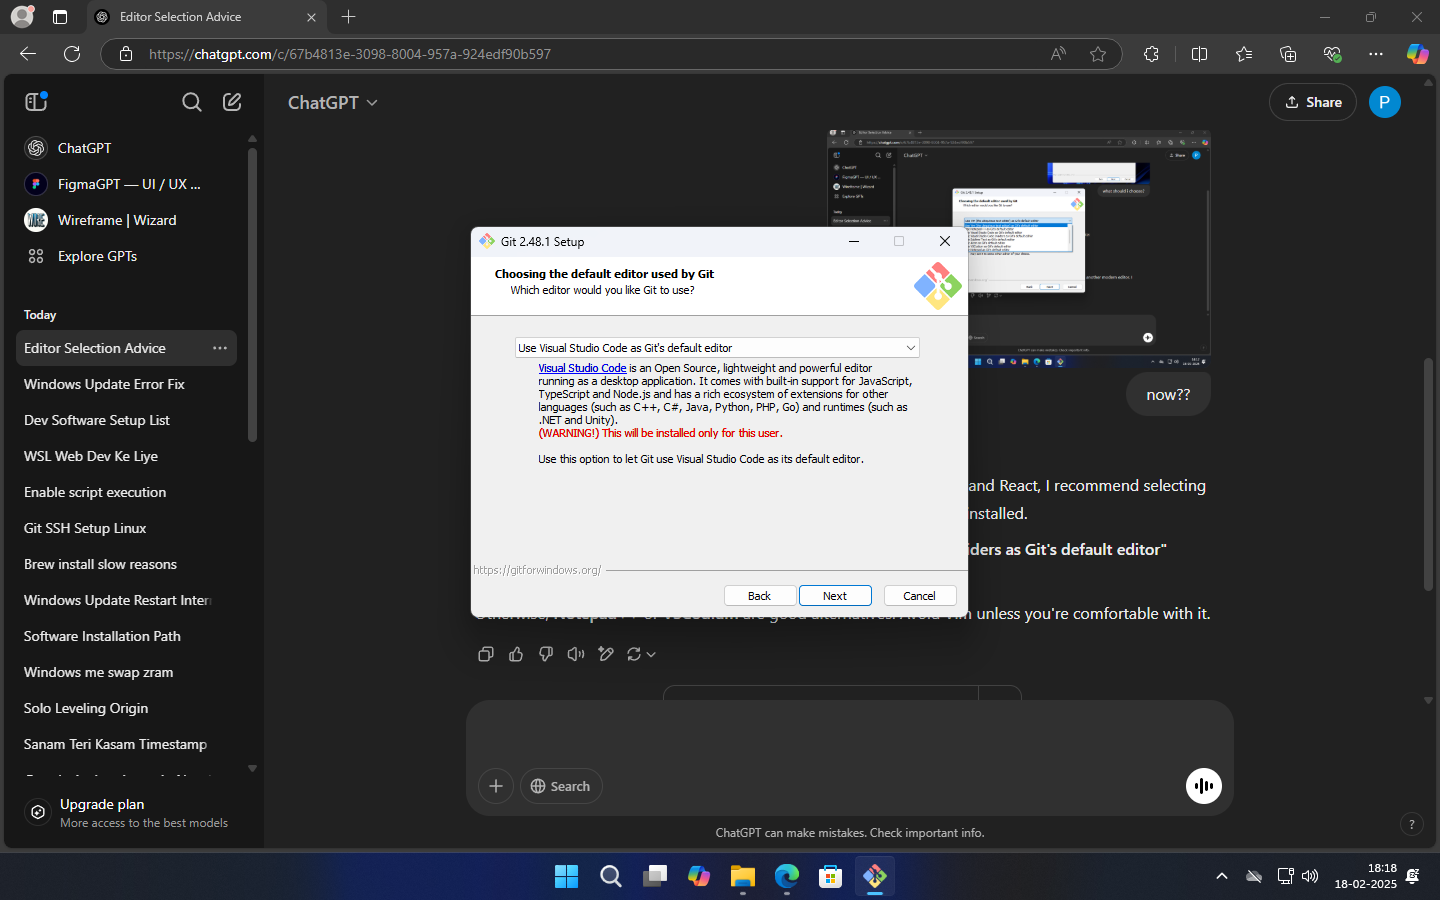 Editor Selection Advice
https://chatgpt.com/c/67b4813e-3098-8004-957a-924edf90b597
ChatGPT
Share
P
ChatGPT
FigmaGPT — UI / UX ...
Wireframe | Wizard
Explore GPTs
Today
Editor Selection Advice
Windows Update Error Fix
Dev Software Setup List
WSL Web Dev Ke Liye
Enable script execution
Git SSH Setup Linux
Brew install slow reasons
Windows Update Restart Inter
Software Installation Path
Windows me swap zram
Solo Leveling Origin
Sanam Teri Kasam Timestamp
Upgrade plan
More access to the best models
what should I choose?
now??
and React, I recommend selecting
nstalled.
iders as Git's default editor"
unless you're comfortable with it.
Git 2.48.1 Setup
Choosing the default editor used by Git
Which editor would you like Git to use?
Use Visual Studio Code as Git's default editor
Visual Studio Code is an Open Source, lightweight and powerful editor
running as a desktop application. It comes with built-in support for JavaScript,
TypeScript and Node.js and has a rich ecosystem of extensions for other
languages (such as C++, C#, Java, Python, PHP, Go) and runtimes (such as
.NET and Unity).
(WARNING!) This will be installed only for this user.
Use this option to let Git use Visual Studio Code as its default editor.
https://gitforwindows.org/
Back
Next
Cancel
Search
ChatGPT can make mistakes. Check important info.
?
18:18
18-02-2025